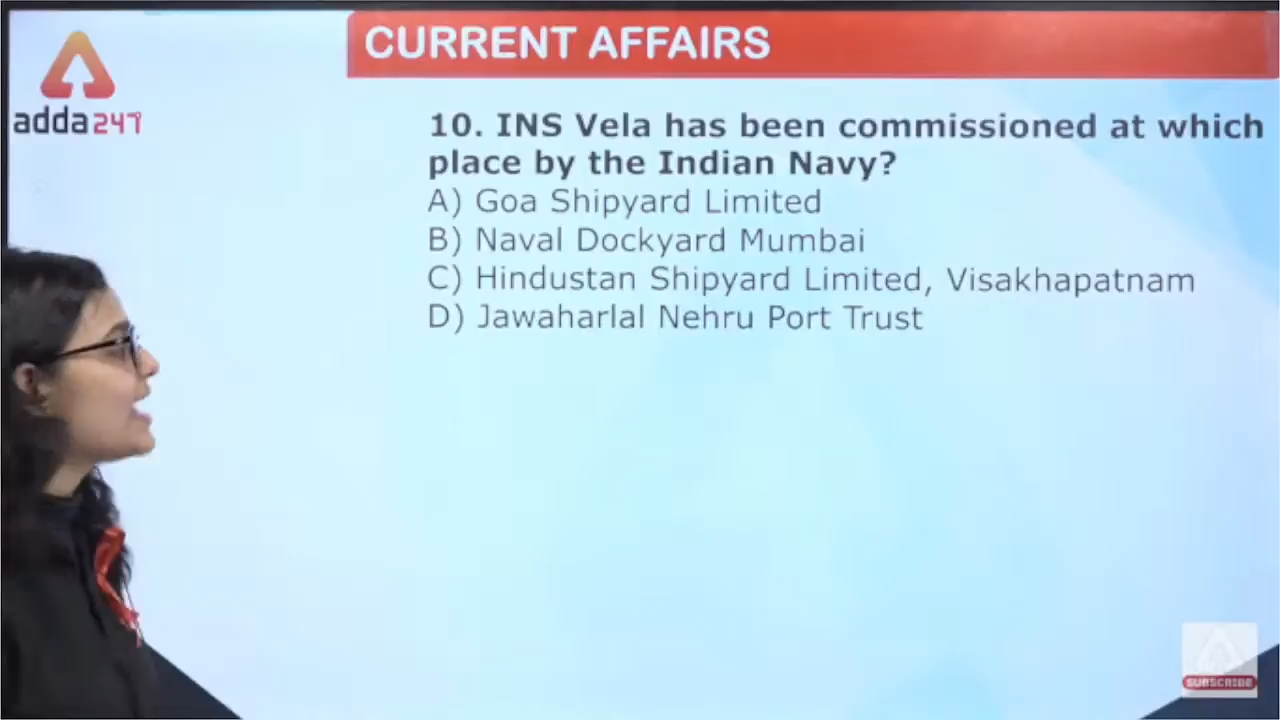 CURRENT AFFAIRS
adda247
10. INS Vela has been commissioned at which
place by the Indian Navy?
A) Goa Shipyard Limited
B) Naval Dockyard Mumbai
C) Hindustan Shipyard Limited, Visakhapatnam
D) Jawaharlal Nehru Port Trust
SUBSCRIBE